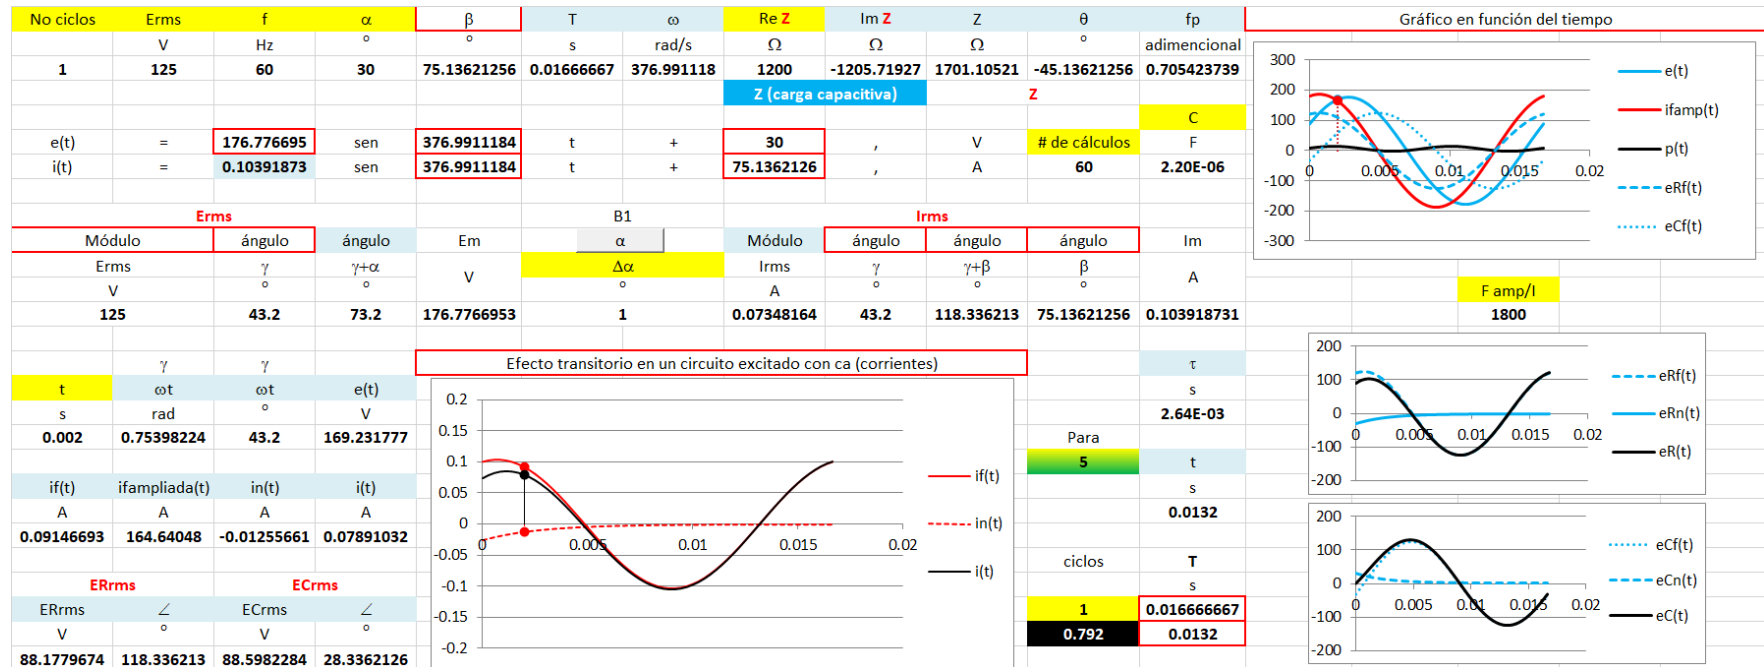 No ciclos Erms f α β T ω Re Z Im Z Z θ fp Gráfico en función del tiempo
V Hz ° ° s rad/s Ω Ω Ω ° adimencional
1 125 60 30 75.13621256 0.01666667 376.991118 1200 -1205.71927 1701.10521 -45.13621256 0.705423739
Z (carga capacitiva) Z
C
e(t) = 176.776695 sen 376.9911184 t + 30 , V # de cálculos F
i(t) = 0.10391873 sen 376.9911184 t + 75.1362126 , A 60 2.20E-06
300
200
100
0
-100
-200
-300
0 0.005 0.01 0.015 0.02
e(t)
ifamp(t)
p(t)
eRf(t)
eCf(t)
Erms B1 Irms
Módulo ángulo ángulo Em α Módulo ángulo ángulo ángulo Im
Erms γ γ+α V Δα Irms γ γ+β β A
V ° ° ° A ° ° °
F amp/I
125 43.2 73.2 176.7766953 1 0.07348164 43.2 118.336213 75.13621256 0.103918731 1800
γ γ Efecto transitorio en un circuito excitado con ca (corrientes) τ
t ωt ωt e(t) s
s rad ° V 2.64E-03
0.002 0.75398224 43.2 169.231777 Para
5 t
if(t) ifampliada(t) in(t) i(t) s
A A A A 0.0132
0.09146693 164.64048 -0.01255661 0.07891032
ciclos T
ERrms ECrms s
ERrms ∠ ECrms ∠ 1 0.016666667
V ° V ° 0.792 0.0132
88.1779674 118.336213 88.5982284 28.3362126
0.2
0.15
0.1
0.05
0
-0.05
-0.1
-0.15
-0.2
0 0.005 0.01 0.015 0.02
if(t)
in(t)
i(t)
200
100
0
-100
-200
0 0.005 0.01 0.015 0.02
eRf(t)
eRn(t)
eR(t)
200
100
0
-100
-200
0 0.005 0.01 0.015 0.02
eCf(t)
eCn(t)
eC(t)